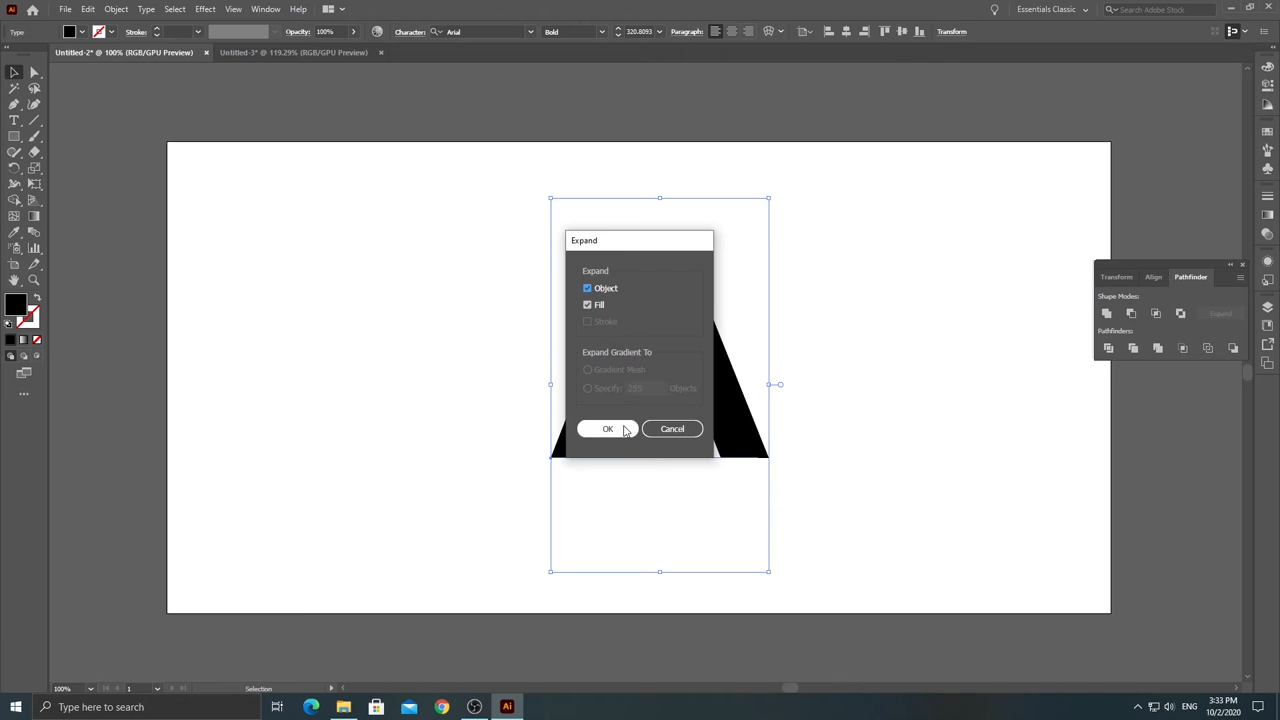 File Edit Object Type Select Effect View Window Help Essentials Classic Search Adobe Stock
Type Stroke: Opacity: 100% Character: Arial Bold 320.8093 Paragraph: Transform
Untitled-2* @ 100% (RGB/GPU Preview) × Untitled-3* @ 119.29% (RGB/GPU Preview) ×
Expand
Expand
Object
Fill
Stroke
Expand Gradient To
Gradient Mesh
Specify: 255 Objects
OK Cancel
A
Transform Align Pathfinder
Shape Modes:
Expand
Pathfinders:
100% 1 Selection
Type here to search
ENG
3:33 PM
10/2/2020